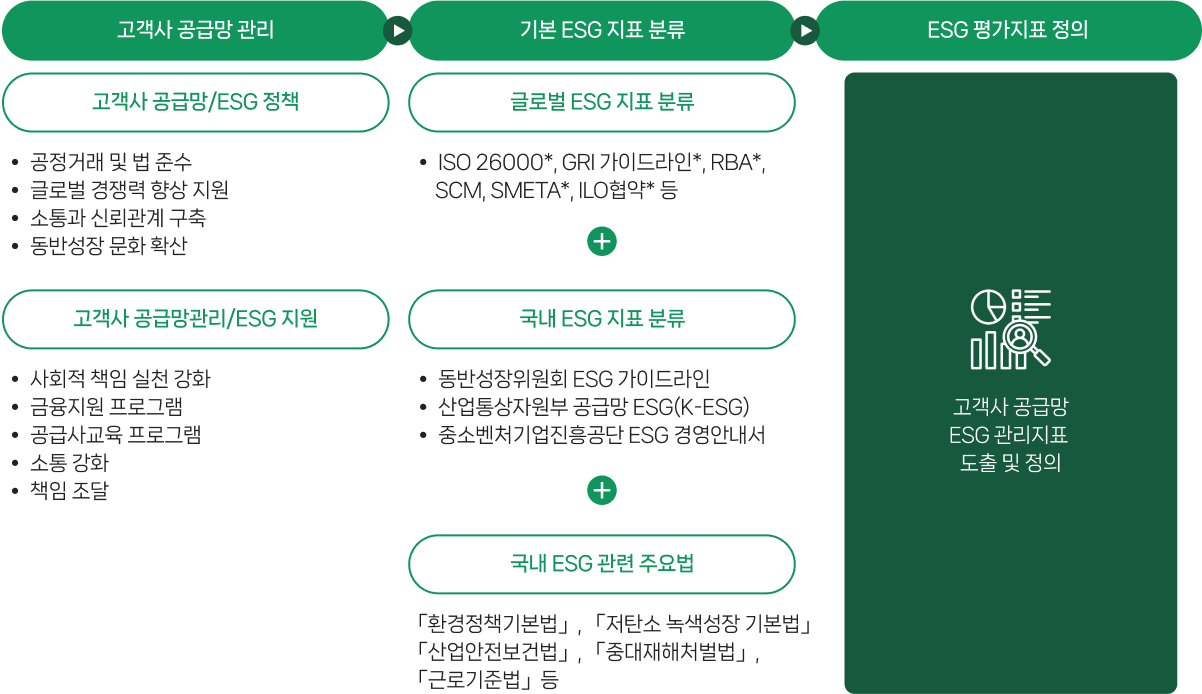 고객사 공급망 관리
기본 ESG 지표 분류
ESG 평가지표 정의
고객사 공급망/ESG 정책
• 공정거래 및 법 준수
• 글로벌 경쟁력 향상 지원
• 소통과 신뢰관계 구축
• 동반성장 문화 확산
고객사 공급망관리/ESG 지원
• 사회적 책임 실천 강화
• 금융지원 프로그램
• 공급사교육 프로그램
• 소통 강화
• 책임 조달
글로벌 ESG 지표 분류
• ISO 26000*, GRI 가이드라인*, RBA*,
SCM, SMETA*, ILO협약* 등
국내 ESG 지표 분류
• 동반성장위원회 ESG 가이드라인
• 산업통상자원부 공급망 ESG(K-ESG)
• 중소벤처기업진흥공단 ESG 경영안내서
국내 ESG 관련 주요법
「환경정책기본법」, 「저탄소 녹색성장 기본법」
「산업안전보건법」, 「중대재해처벌법」,
「근로기준법」 등
고객사 공급망
ESG 관리지표
도출 및 정의